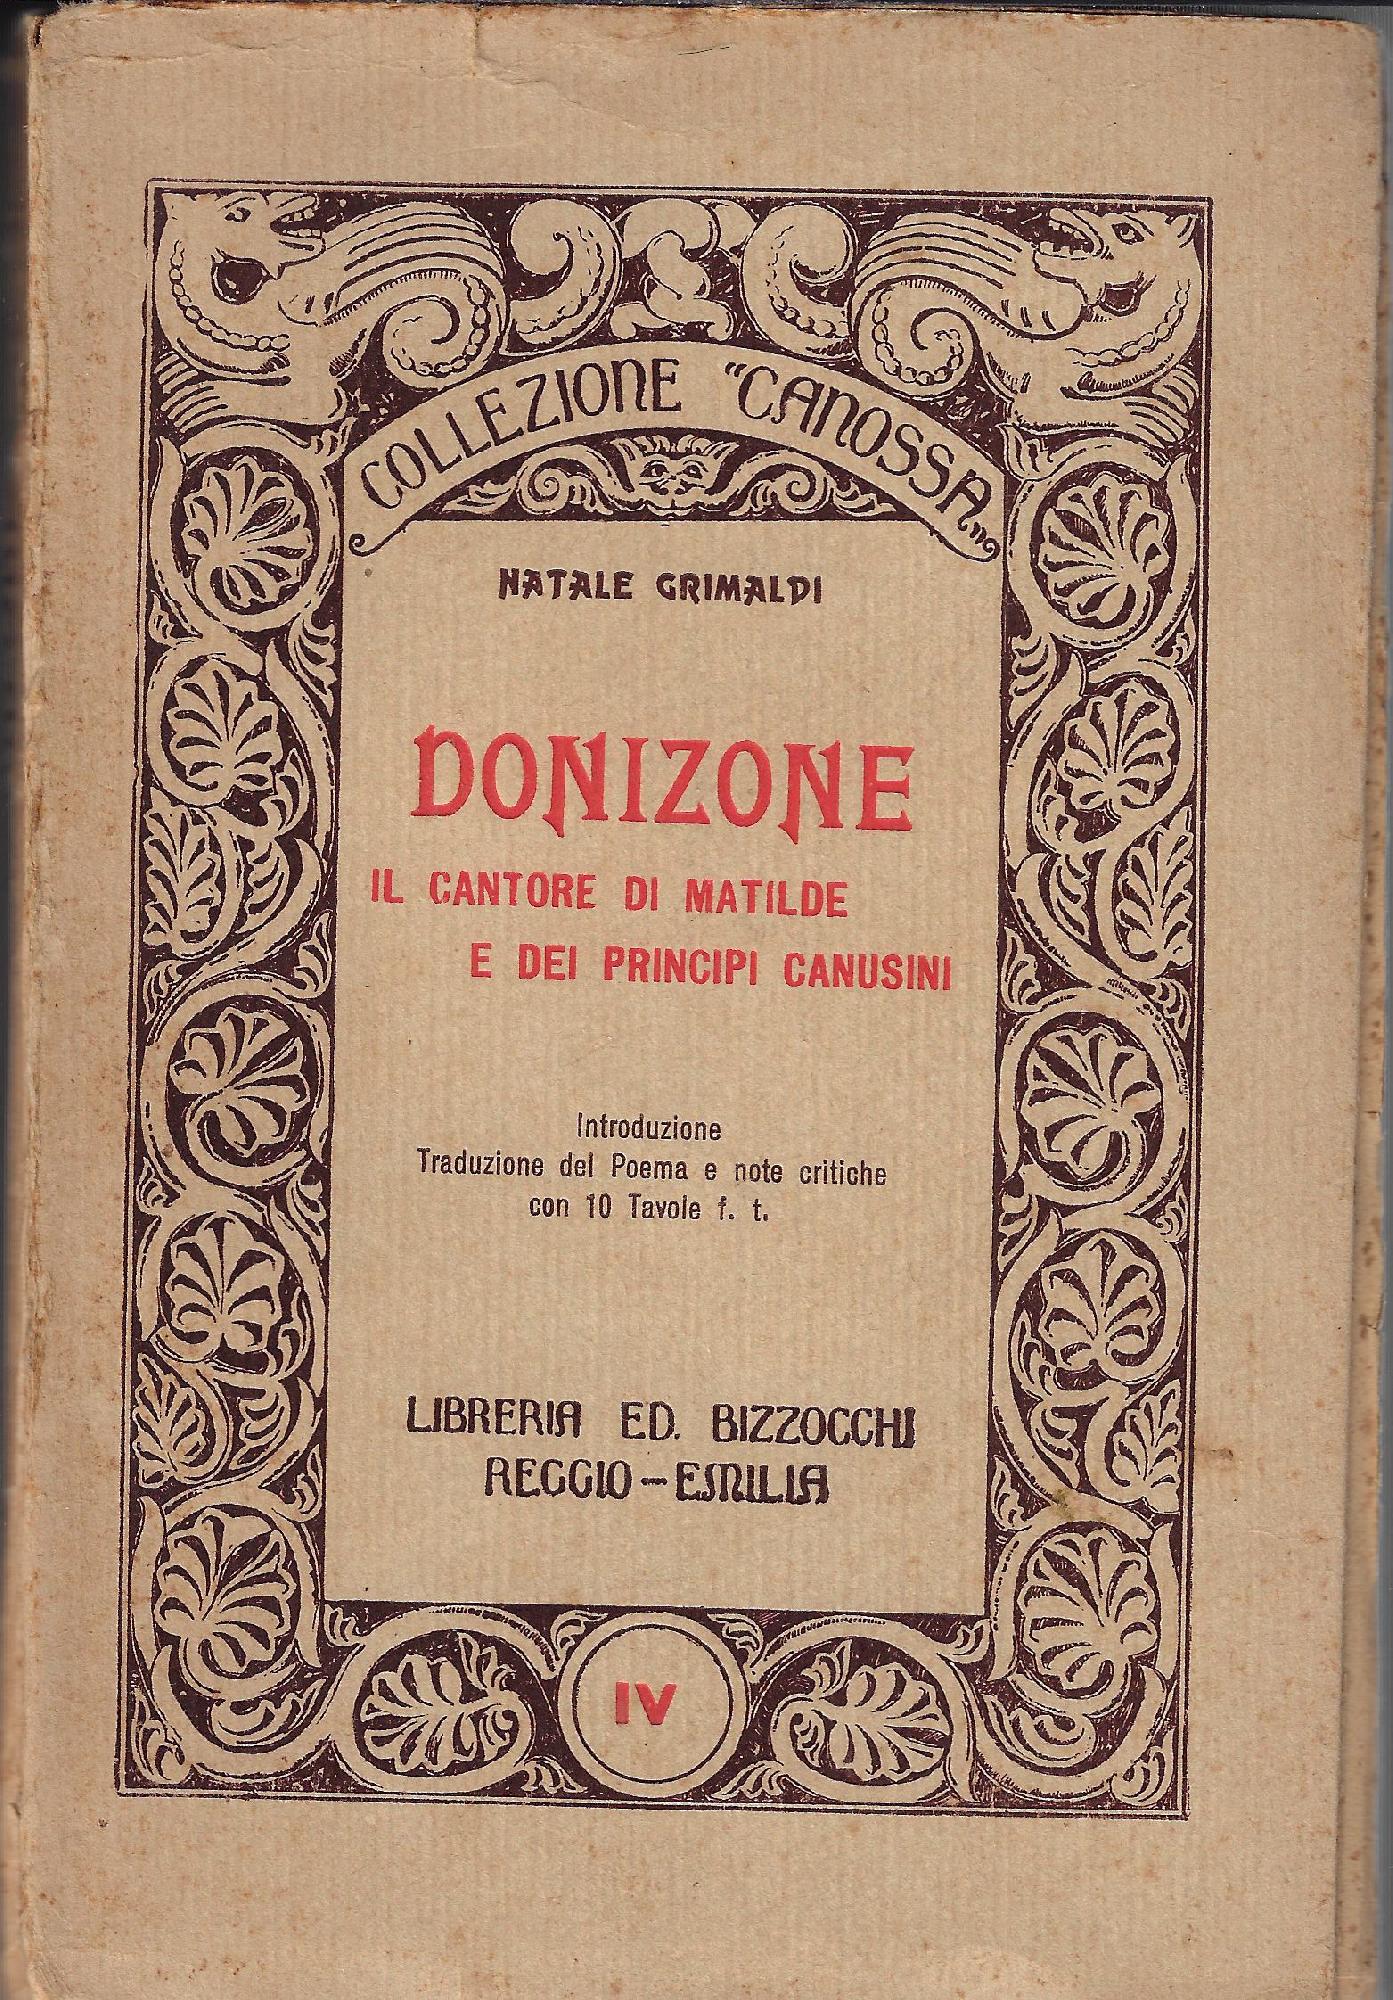 COLLEZIONE "CANOSSA„
NATALE GRIMALDI
DONIZONE
IL CANTORE DI MATILDE
E DEI PRINCIPI CANUSINI
Introduzione
Traduzione del Poema e note critiche
con 10 Tavole f. t.
LIBRERIA ED. BIZZOCCHI
REGGIO-EMILIA
IV